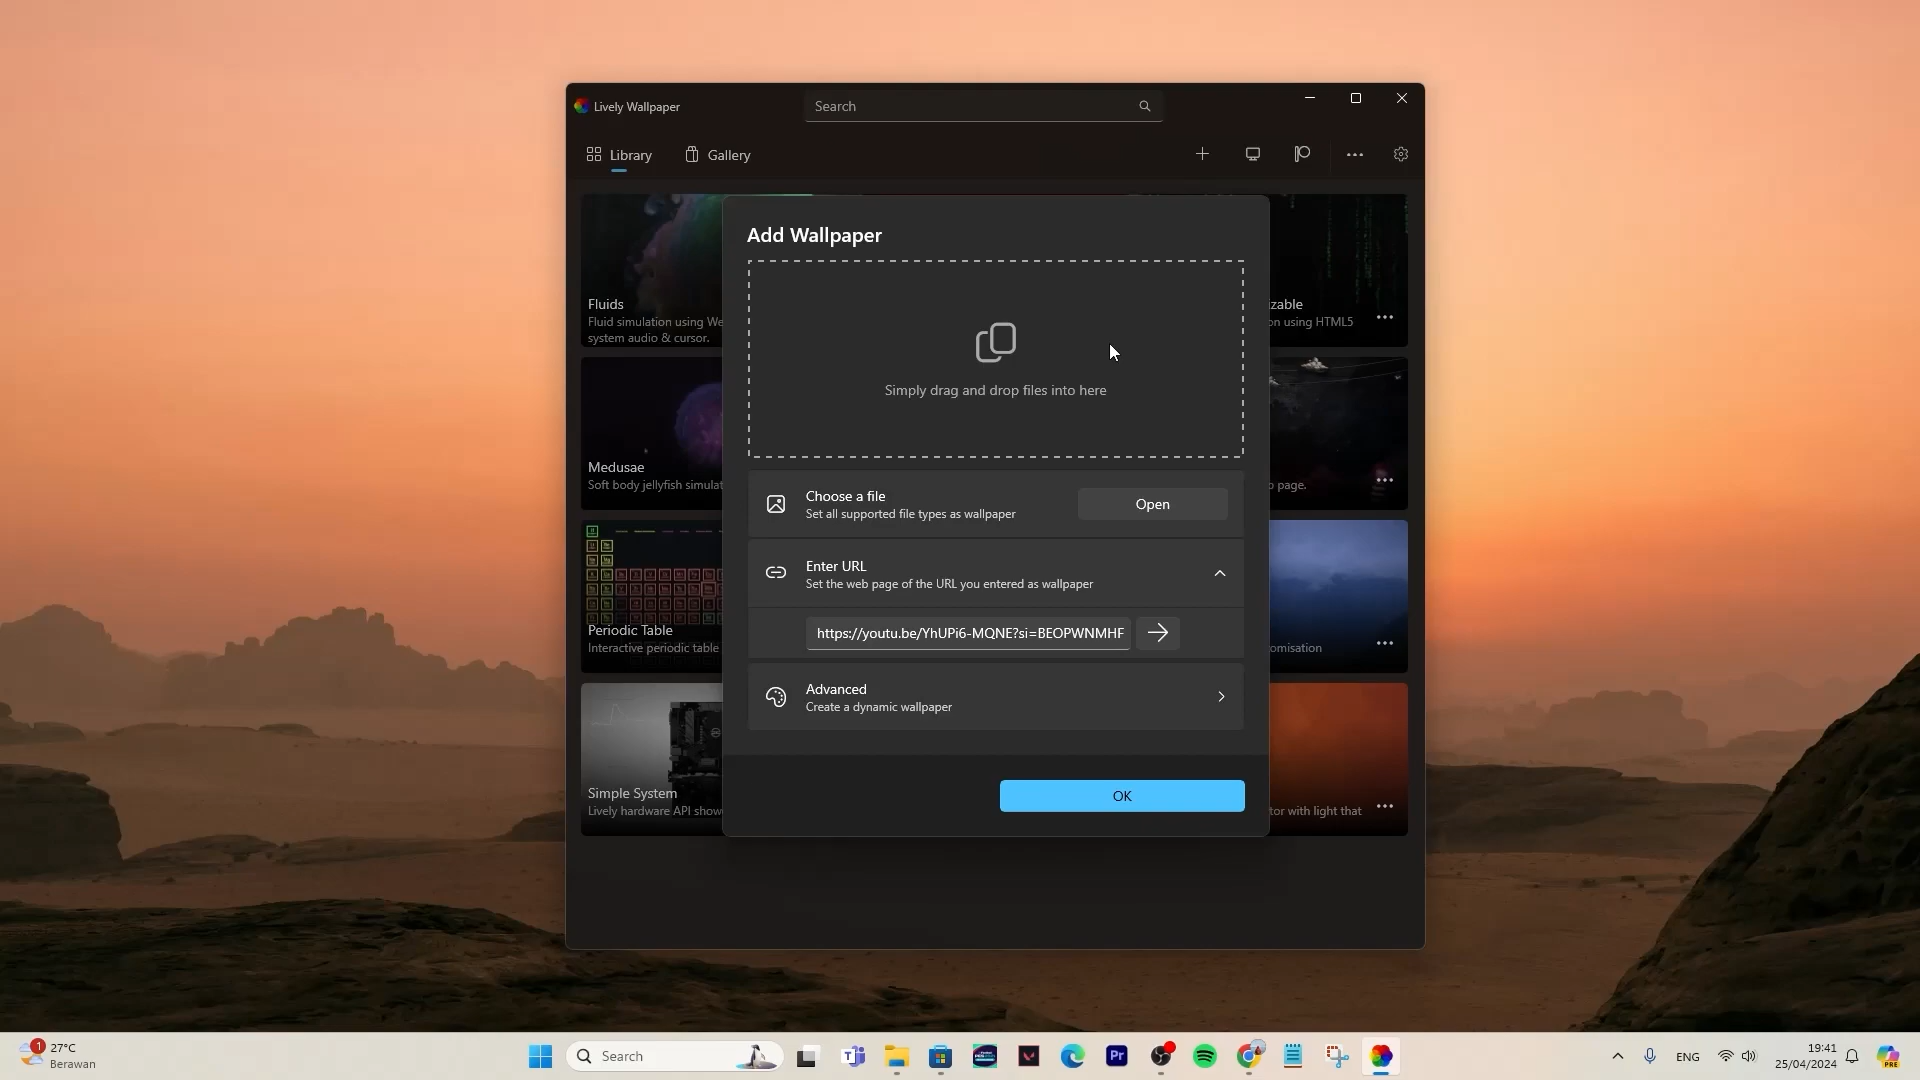 Lively Wallpaper
Search
Library
Gallery
Add Wallpaper
Simply drag and drop files into here
Choose a file
Set all supported file types as wallpaper
Open
Enter URL
Set the web page of the URL you entered as wallpaper
https://youtu.be/YhUPi6-MQNE?si=BEOPWNMHF
Advanced
Create a dynamic wallpaper
OK
Fluids
Fluid simulation using We
system audio & cursor.
izable
on using HTML5
Medusae
Soft body jellyfish simulat
o page.
Periodic Table
Interactive periodic table
omisation
Simple System
Lively hardware API show
tor with light that
1
27°C
Berawan
Search
Pr
ENG
19:41
25/04/2024
PRE